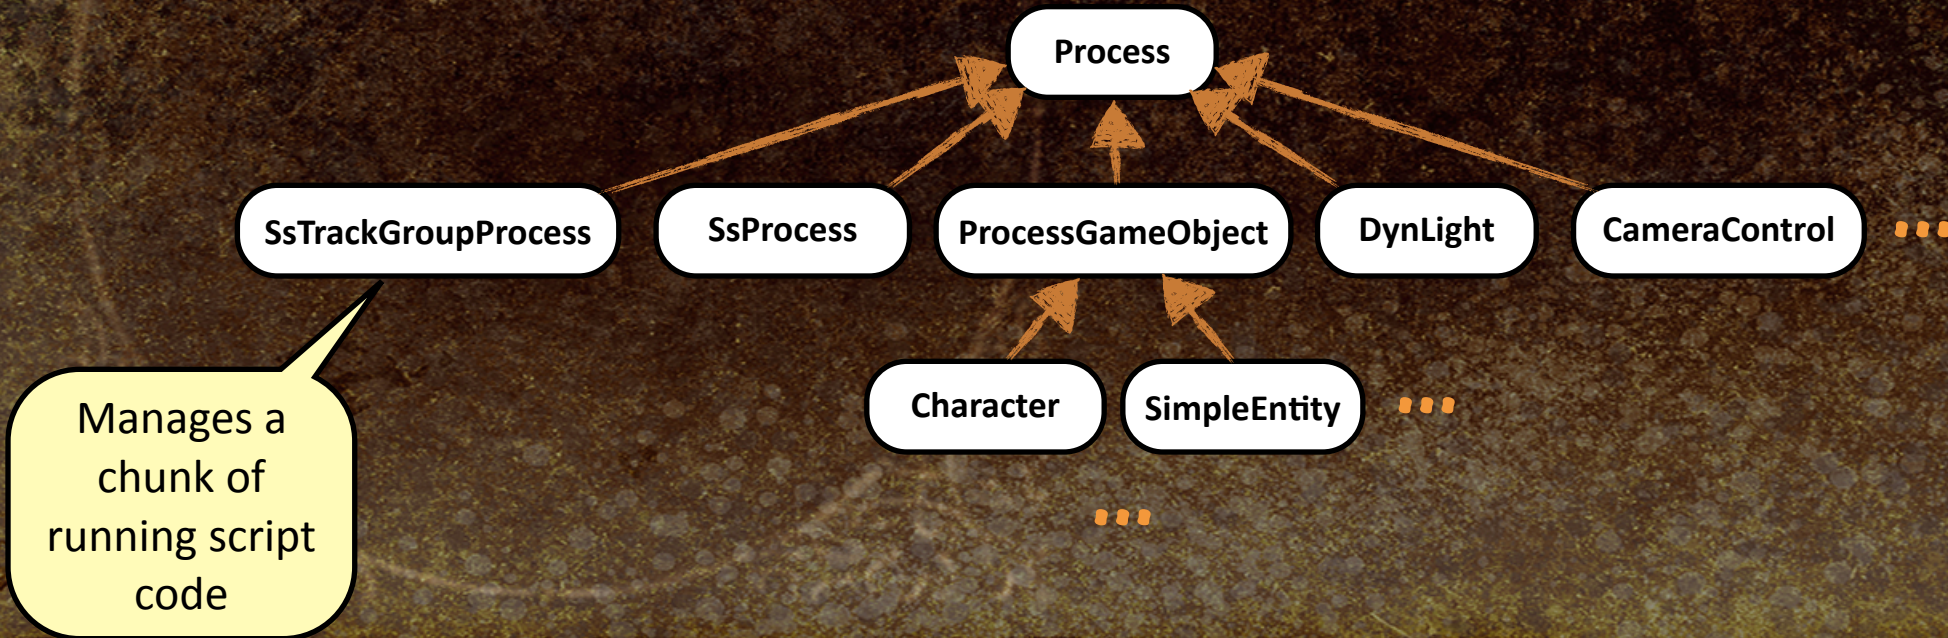 Process
SsTrackGroupProcess
SsProcess
ProcessGameObject
DynLight
CameraControl
...
Character
SimpleEntity
...
Manages a
chunk of
running script
code
...